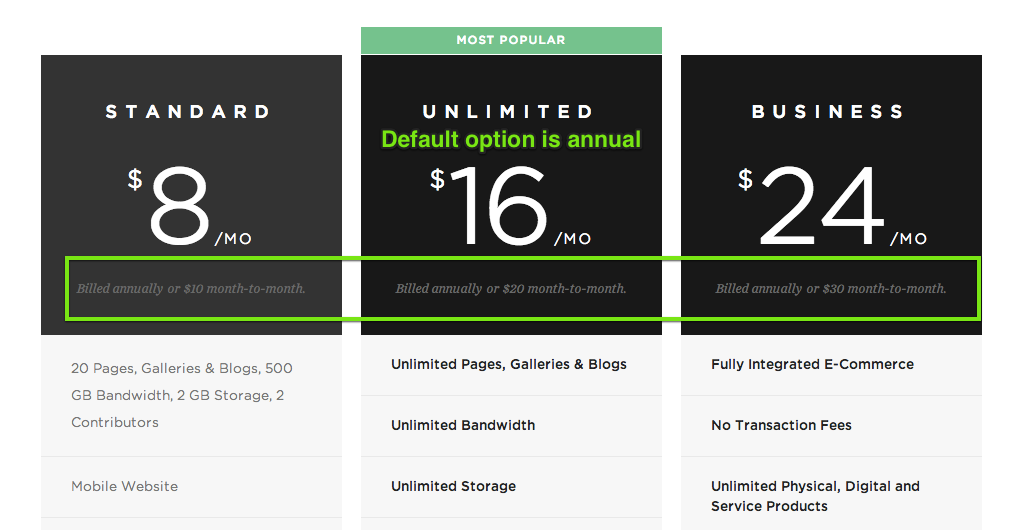 MOST POPULAR
STANDARD
$8/MO
Billed annually or $10 month-to-month.
20 Pages, Galleries & Blogs, 500
GB Bandwidth, 2 GB Storage, 2
Contributors
Mobile Website
UNLIMITED
Default option is annual
$16/MO
Billed annually or $20 month-to-month.
Unlimited Pages, Galleries & Blogs
Unlimited Bandwidth
Unlimited Storage
BUSINESS
$24/MO
Billed annually or $30 month-to-month.
Fully Integrated E-Commerce
No Transaction Fees
Unlimited Physical, Digital and
Service Products